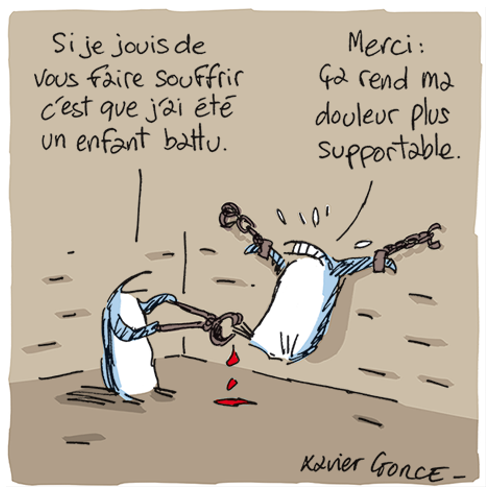 Si je jouis de
vous faire souffrir
c'est que j'ai été
un enfant battu.
Merci :
ça rend ma
douleur plus
supportable.
Xavier GORCE_